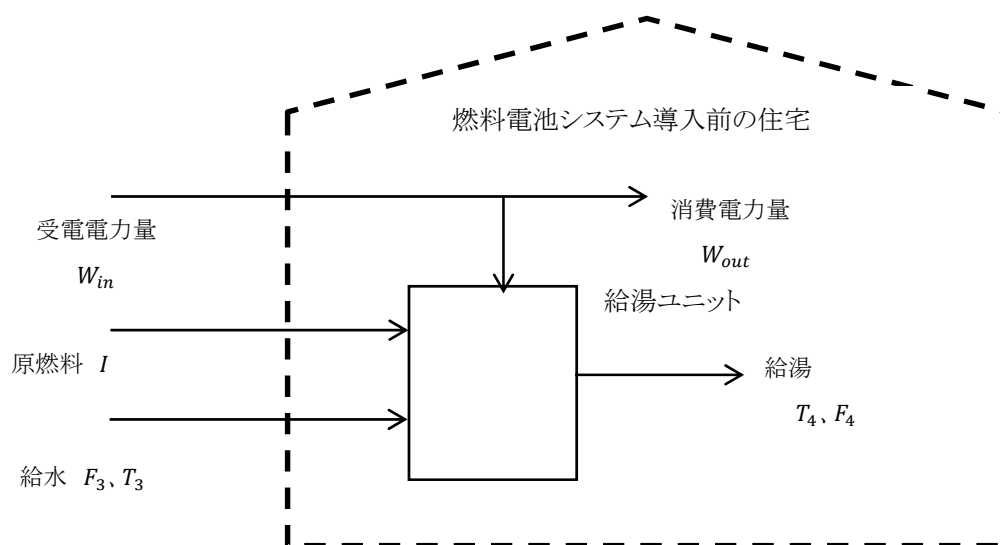 燃料電池システム導入前の住宅
受電電力量
W_in
消費電力量
W_out
給湯ユニット
原燃料 I
給湯
T_4、F_4
給水 F_3、T_3